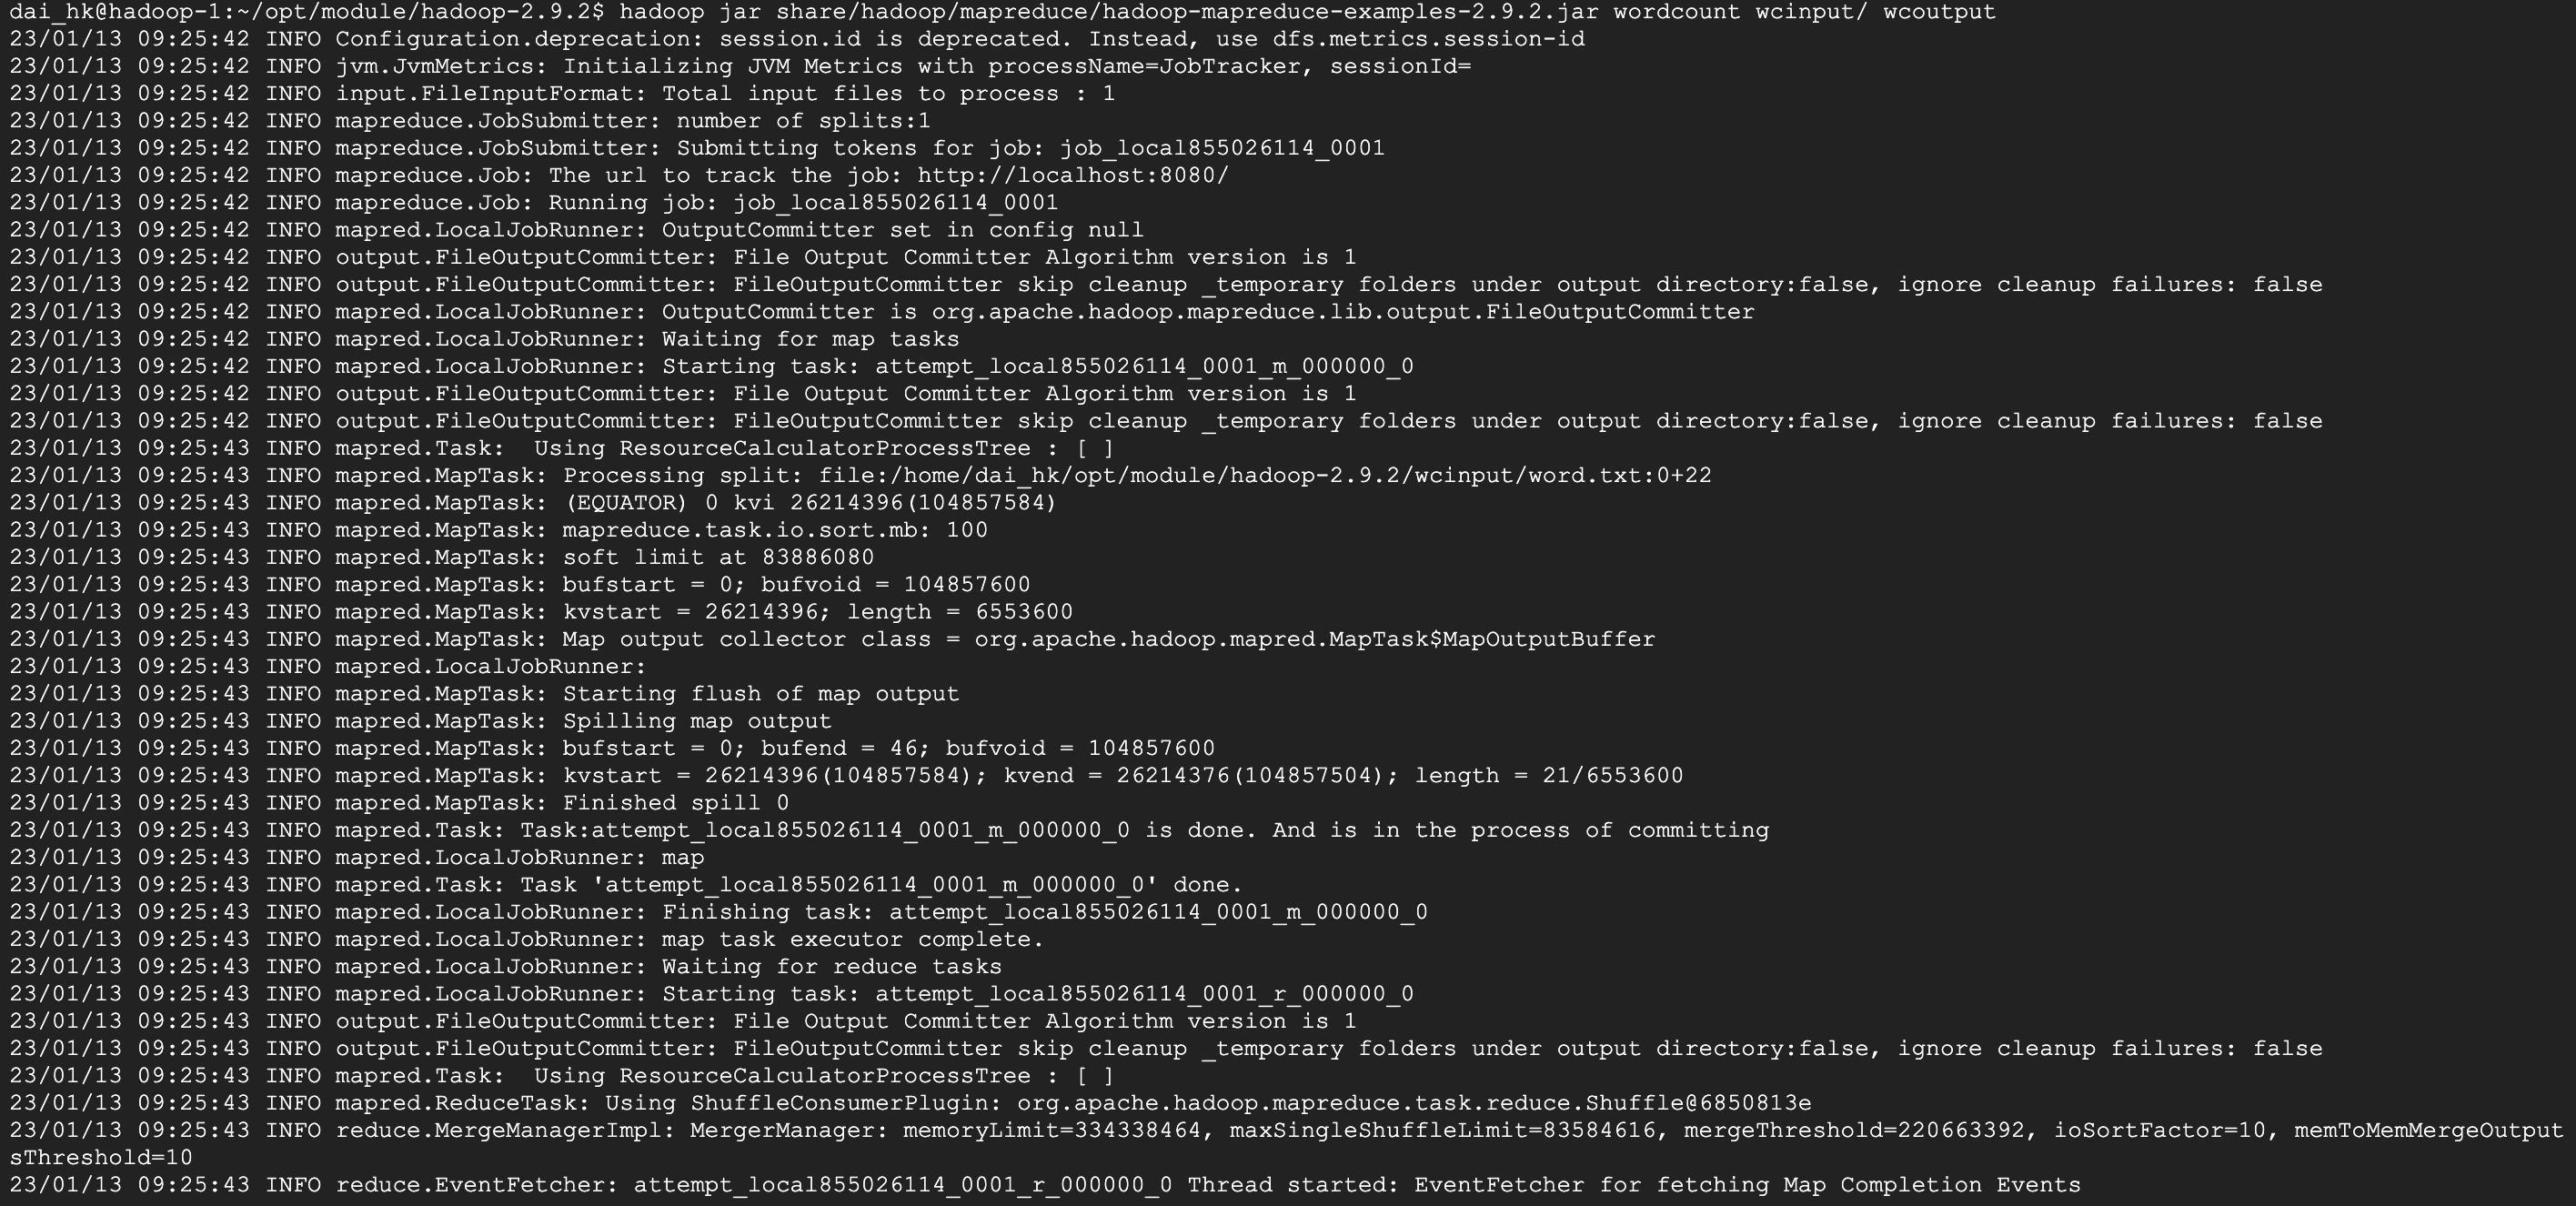 dai_hk@hadoop-1:~/opt/module/hadoop-2.9.2$ hadoop jar share/hadoop/mapreduce/hadoop-mapreduce-examples-2.9.2.jar wordcount wcinput/ wcoutput
23/01/13 09:25:42 INFO Configuration.deprecation: session.id is deprecated. Instead, use dfs.metrics.session-id
23/01/13 09:25:42 INFO jvm.JvmMetrics: Initializing JVM Metrics with processName=JobTracker, sessionId=
23/01/13 09:25:42 INFO input.FileInputFormat: Total input files to process : 1
23/01/13 09:25:42 INFO mapreduce.JobSubmitter: number of splits:1
23/01/13 09:25:42 INFO mapreduce.JobSubmitter: Submitting tokens for job: job_local855026114_0001
23/01/13 09:25:42 INFO mapreduce.Job: The url to track the job: http://localhost:8080/
23/01/13 09:25:42 INFO mapreduce.Job: Running job: job_local855026114_0001
23/01/13 09:25:42 INFO mapred.LocalJobRunner: OutputCommitter set in config null
23/01/13 09:25:42 INFO output.FileOutputCommitter: File Output Committer Algorithm version is 1
23/01/13 09:25:42 INFO output.FileOutputCommitter: FileOutputCommitter skip cleanup _temporary folders under output directory:false, ignore cleanup failures: false
23/01/13 09:25:42 INFO mapred.LocalJobRunner: OutputCommitter is org.apache.hadoop.mapreduce.lib.output.FileOutputCommitter
23/01/13 09:25:42 INFO mapred.LocalJobRunner: Waiting for map tasks
23/01/13 09:25:42 INFO mapred.LocalJobRunner: Starting task: attempt_local855026114_0001_m_000000_0
23/01/13 09:25:42 INFO output.FileOutputCommitter: File Output Committer Algorithm version is 1
23/01/13 09:25:42 INFO output.FileOutputCommitter: FileOutputCommitter skip cleanup _temporary folders under output directory:false, ignore cleanup failures: false
23/01/13 09:25:43 INFO mapred.Task:  Using ResourceCalculatorProcessTree : [ ]
23/01/13 09:25:43 INFO mapred.MapTask: Processing split: file:/home/dai_hk/opt/module/hadoop-2.9.2/wcinput/word.txt:0+22
23/01/13 09:25:43 INFO mapred.MapTask: (EQUATOR) 0 kvi 26214396(104857584)
23/01/13 09:25:43 INFO mapred.MapTask: mapreduce.task.io.sort.mb: 100
23/01/13 09:25:43 INFO mapred.MapTask: soft limit at 83886080
23/01/13 09:25:43 INFO mapred.MapTask: bufstart = 0; bufvoid = 104857600
23/01/13 09:25:43 INFO mapred.MapTask: kvstart = 26214396; length = 6553600
23/01/13 09:25:43 INFO mapred.MapTask: Map output collector class = org.apache.hadoop.mapred.MapTask$MapOutputBuffer
23/01/13 09:25:43 INFO mapred.LocalJobRunner:
23/01/13 09:25:43 INFO mapred.MapTask: Starting flush of map output
23/01/13 09:25:43 INFO mapred.MapTask: Spilling map output
23/01/13 09:25:43 INFO mapred.MapTask: bufstart = 0; bufend = 46; bufvoid = 104857600
23/01/13 09:25:43 INFO mapred.MapTask: kvstart = 26214396(104857584); kvend = 26214376(104857504); length = 21/6553600
23/01/13 09:25:43 INFO mapred.MapTask: Finished spill 0
23/01/13 09:25:43 INFO mapred.Task: Task:attempt_local855026114_0001_m_000000_0 is done. And is in the process of committing
23/01/13 09:25:43 INFO mapred.LocalJobRunner: map
23/01/13 09:25:43 INFO mapred.Task: Task 'attempt_local855026114_0001_m_000000_0' done.
23/01/13 09:25:43 INFO mapred.LocalJobRunner: Finishing task: attempt_local855026114_0001_m_000000_0
23/01/13 09:25:43 INFO mapred.LocalJobRunner: map task executor complete.
23/01/13 09:25:43 INFO mapred.LocalJobRunner: Waiting for reduce tasks
23/01/13 09:25:43 INFO mapred.LocalJobRunner: Starting task: attempt_local855026114_0001_r_000000_0
23/01/13 09:25:43 INFO output.FileOutputCommitter: File Output Committer Algorithm version is 1
23/01/13 09:25:43 INFO output.FileOutputCommitter: FileOutputCommitter skip cleanup _temporary folders under output directory:false, ignore cleanup failures: false
23/01/13 09:25:43 INFO mapred.Task:  Using ResourceCalculatorProcessTree : [ ]
23/01/13 09:25:43 INFO mapred.ReduceTask: Using ShuffleConsumerPlugin: org.apache.hadoop.mapreduce.task.reduce.Shuffle@6850813e
23/01/13 09:25:43 INFO reduce.MergeManagerImpl: MergerManager: memoryLimit=334338464, maxSingleShuffleLimit=83584616, mergeThreshold=220663392, ioSortFactor=10, memToMemMergeOutput
sThreshold=10
23/01/13 09:25:43 INFO reduce.EventFetcher: attempt_local855026114_0001_r_000000_0 Thread started: EventFetcher for fetching Map Completion Events